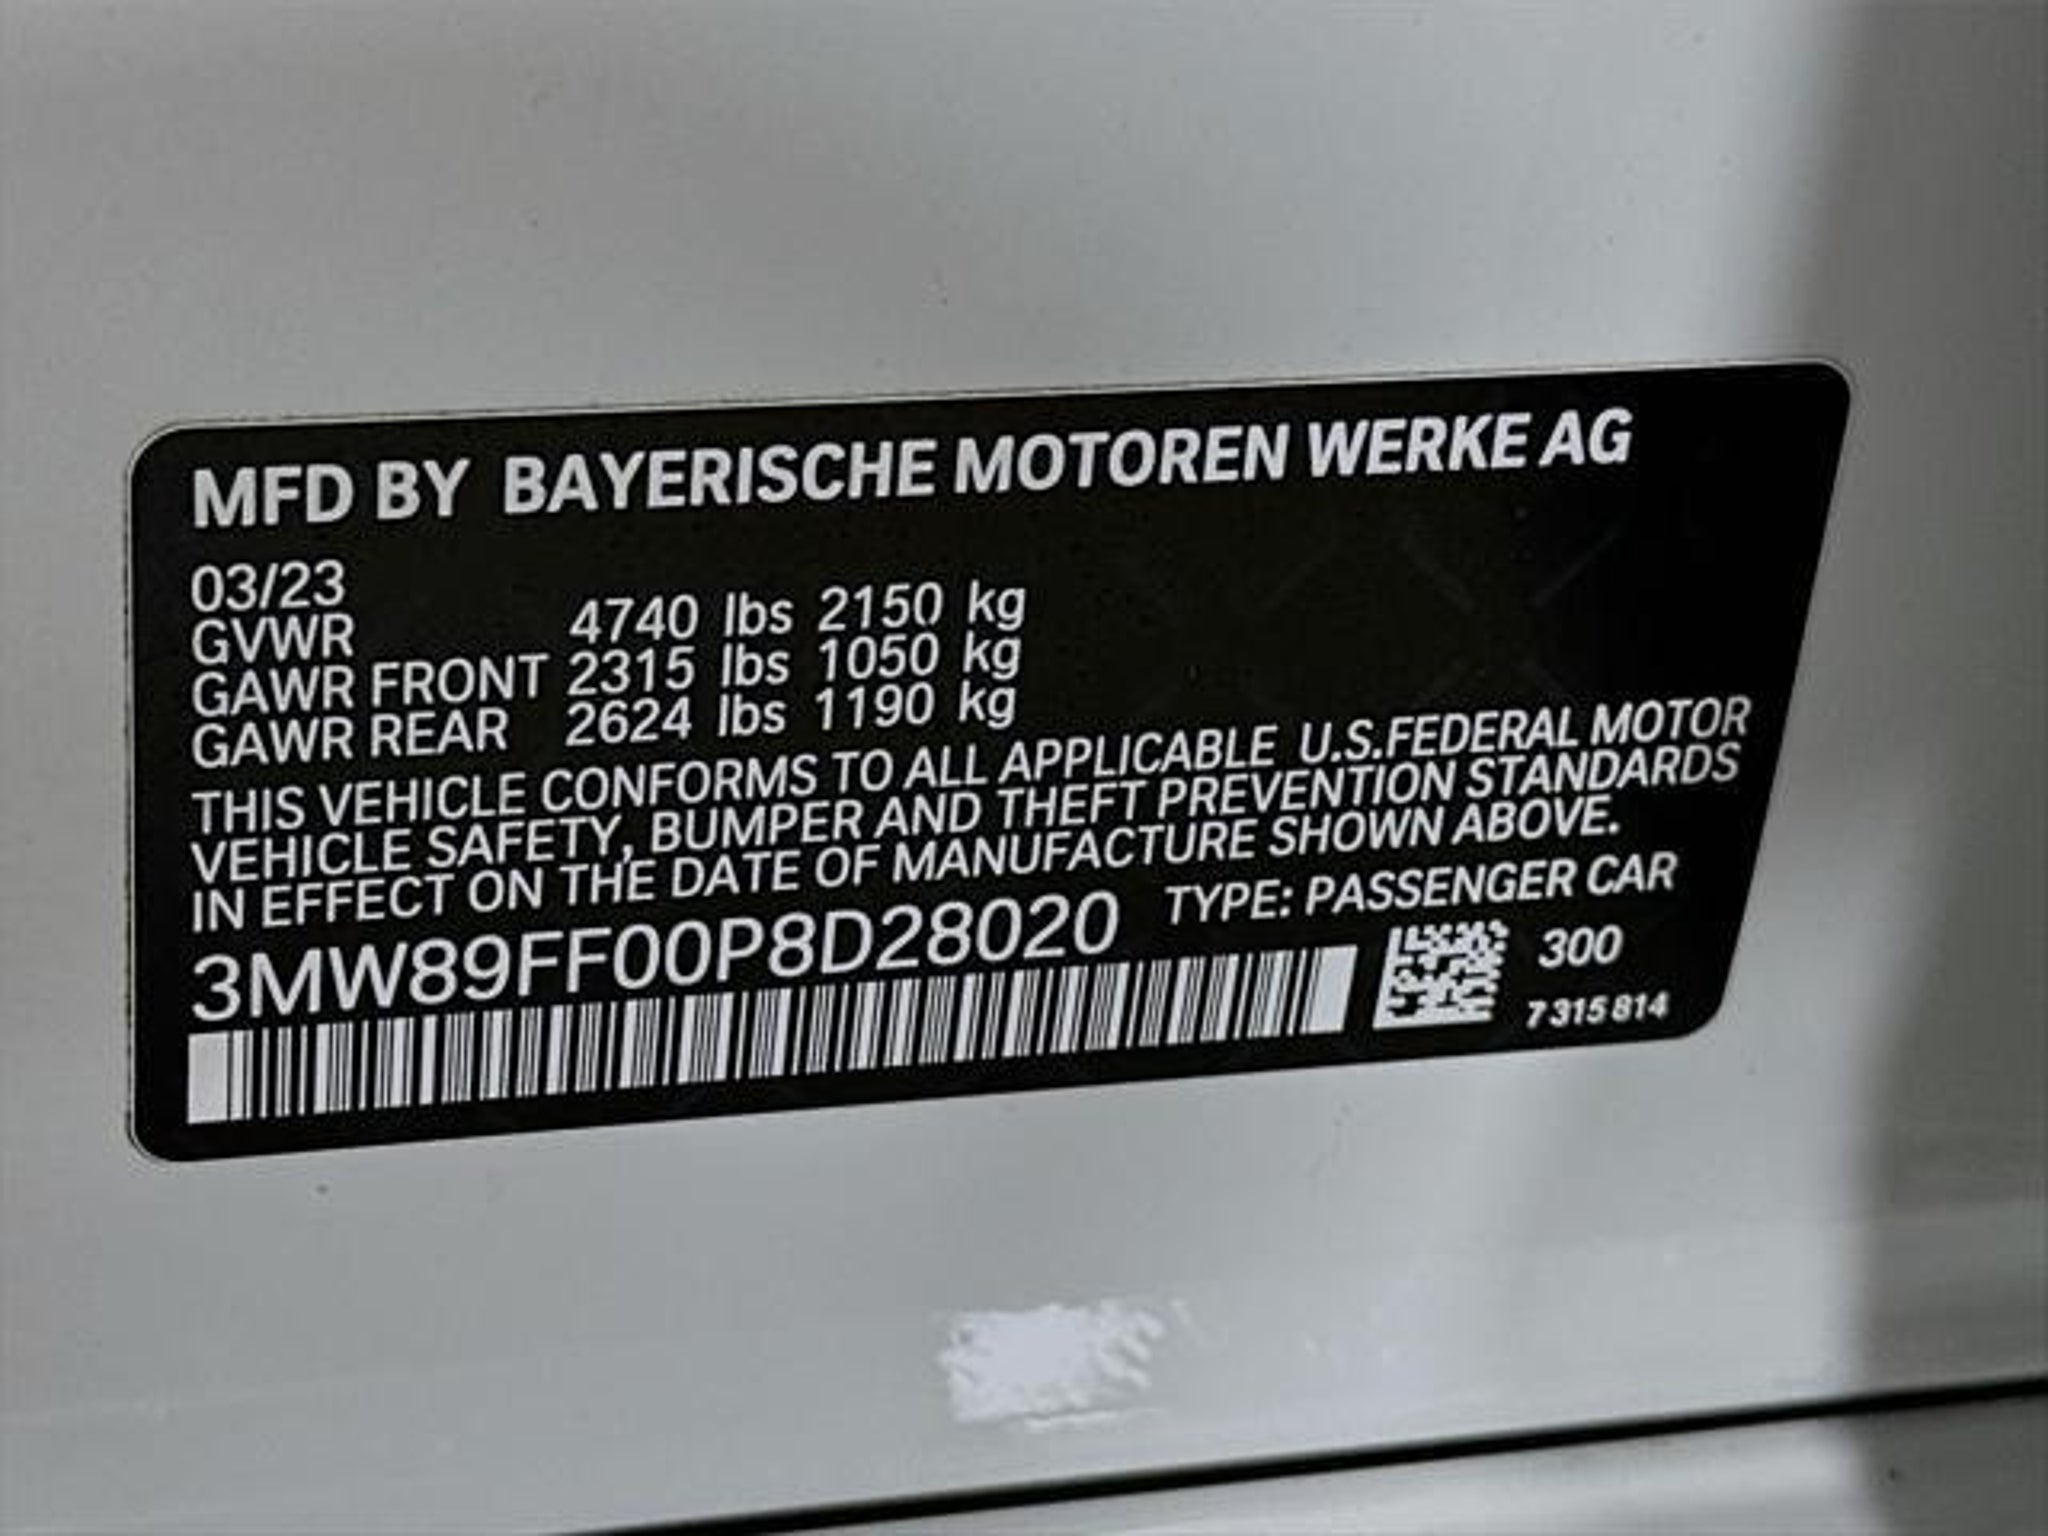 MFD BY BAYERISCHE MOTOREN WERKE AG
03/23
GVWR 4740 lbs 2150 kg
GAWR FRONT 2315 lbs 1050 kg
GAWR REAR 2624 lbs 1190 kg
THIS VEHICLE CONFORMS TO ALL APPLICABLE U.S.FEDERAL MOTOR
VEHICLE SAFETY, BUMPER AND THEFT PREVENTION STANDARDS
IN EFFECT ON THE DATE OF MANUFACTURE SHOWN ABOVE.
3MW89FF00P8D28020 TYPE: PASSENGER CAR
300
7 315 814